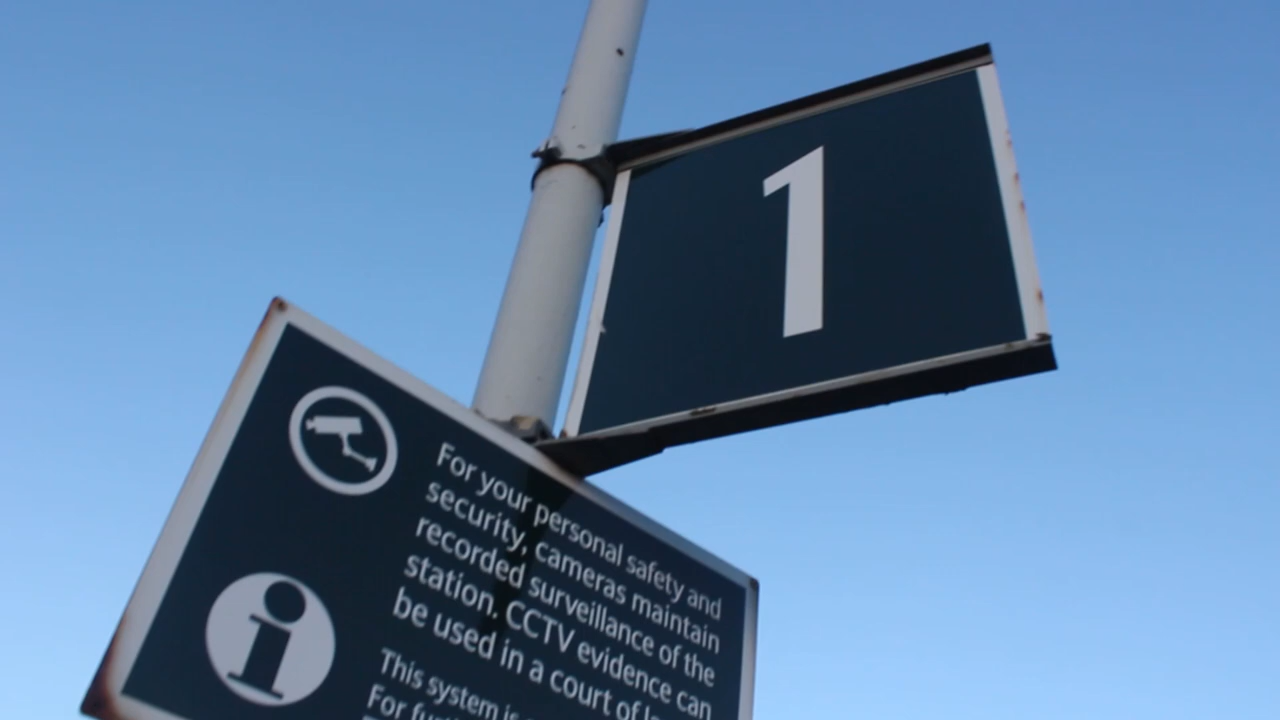 1
For your personal safety and
security, cameras maintain
recorded surveillance of the
station. CCTV evidence can
be used in a court of
This system is
For